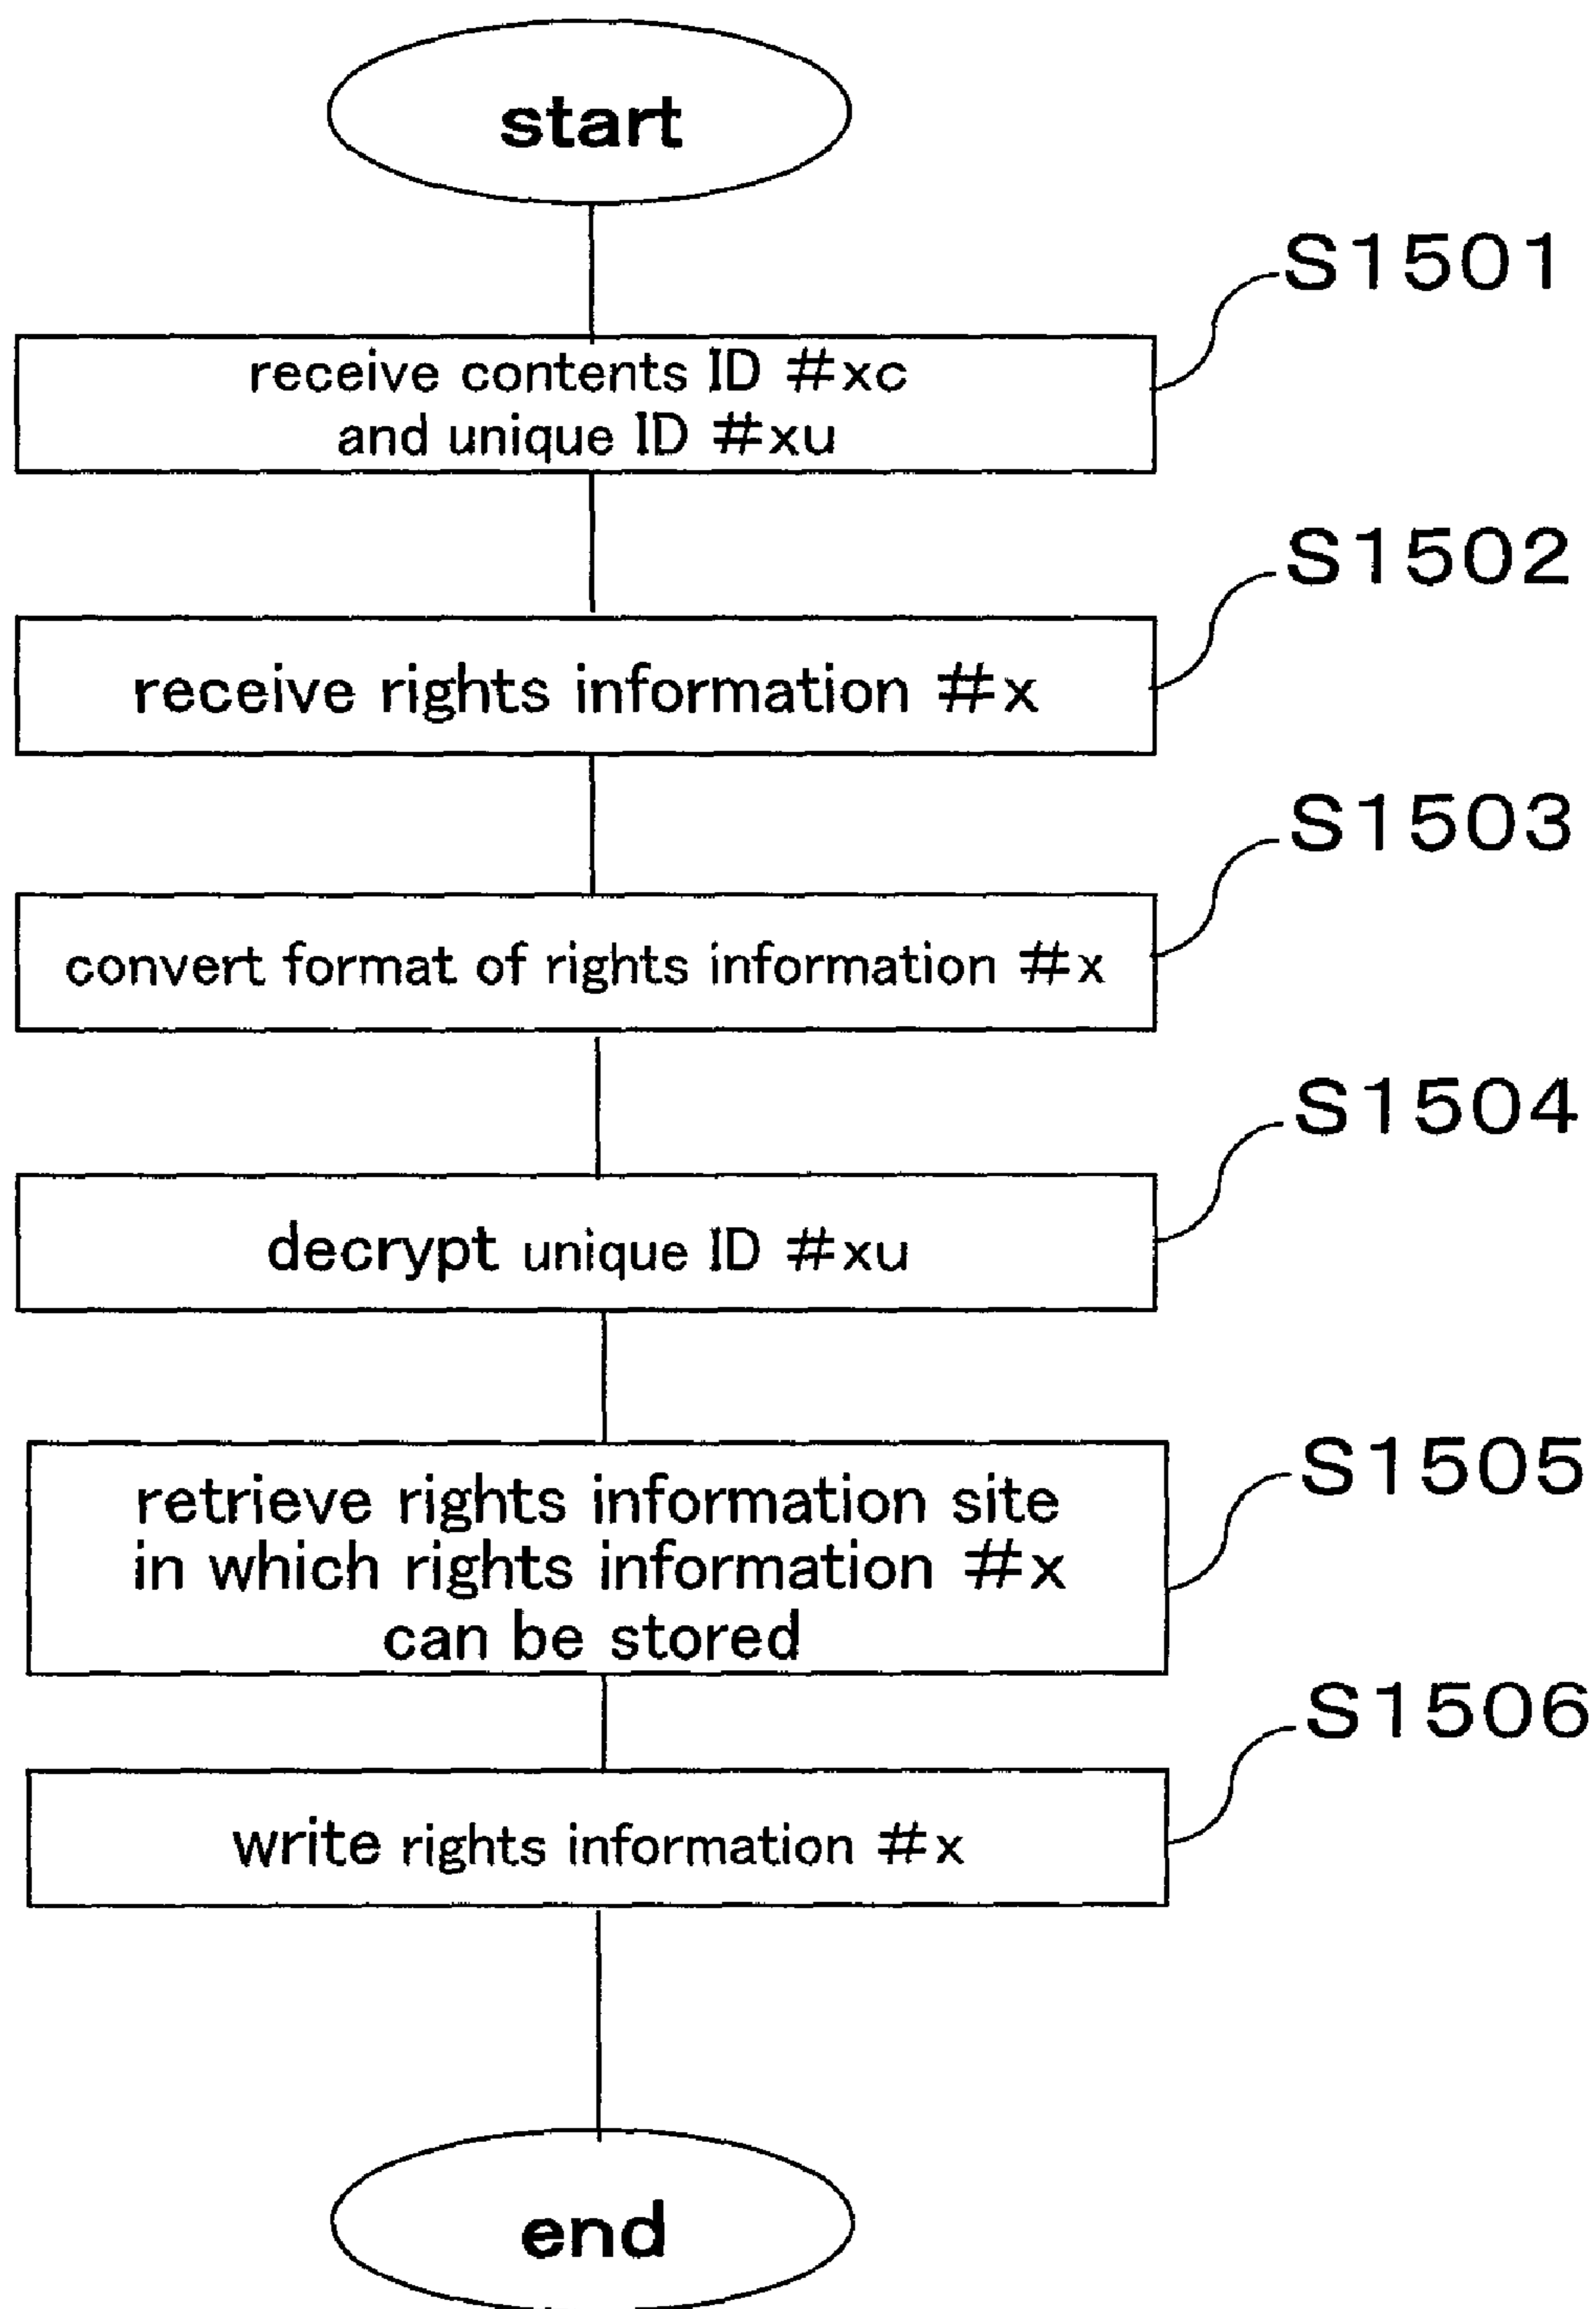 start
S1501
receive contents ID #xc
and unique ID #xu
S1502
receive rights information #x
S1503
convert format of rights information #x
S1504
decrypt unique ID #xu
S1505
retrieve rights information site
in which rights information #x
can be stored
S1506
write rights information #x
end